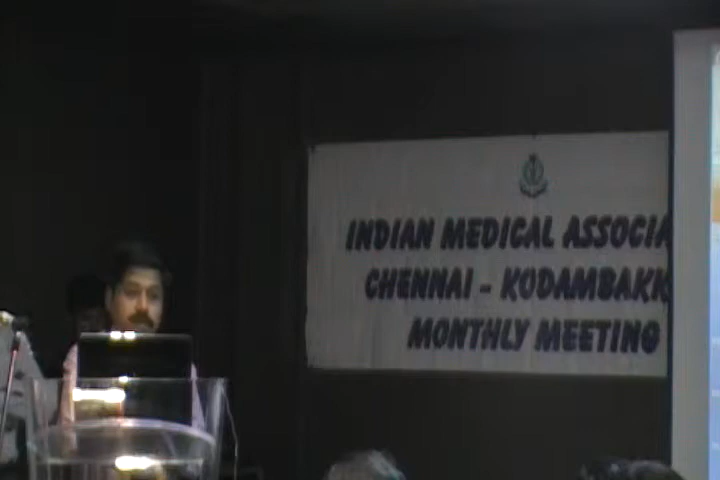 INDIAN MEDICAL ASSOCIA
CHENNAI - KODAMBAKK
MONTHLY MEETING